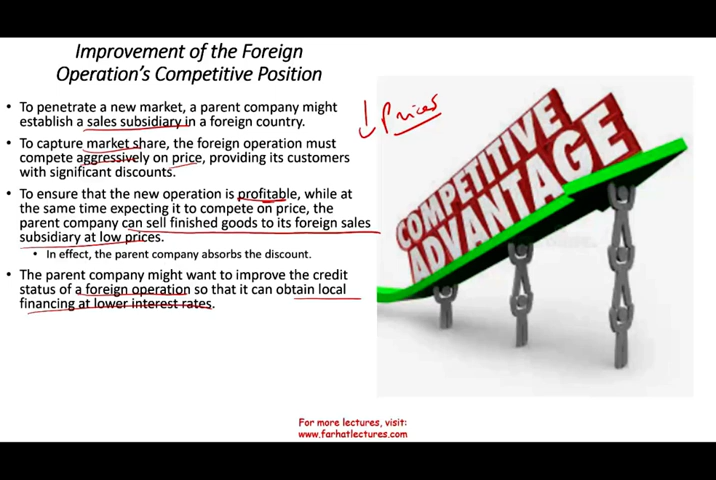 Improvement of the Foreign
Operation's Competitive Position
• To penetrate a new market, a parent company might
establish a sales subsidiary in a foreign country.
• To capture market share, the foreign operation must
compete aggressively on price, providing its customers
with significant discounts.
• To ensure that the new operation is profitable, while at
the same time expecting it to compete on price, the
parent company can sell finished goods to its foreign sales
subsidiary at low prices.
• In effect, the parent company absorbs the discount.
• The parent company might want to improve the credit
status of a foreign operation so that it can obtain local
financing at lower interest rates.
↓ Prices
COMPETITIVE
ADVANTAGE
For more lectures, visit:
www.farhatlectures.com